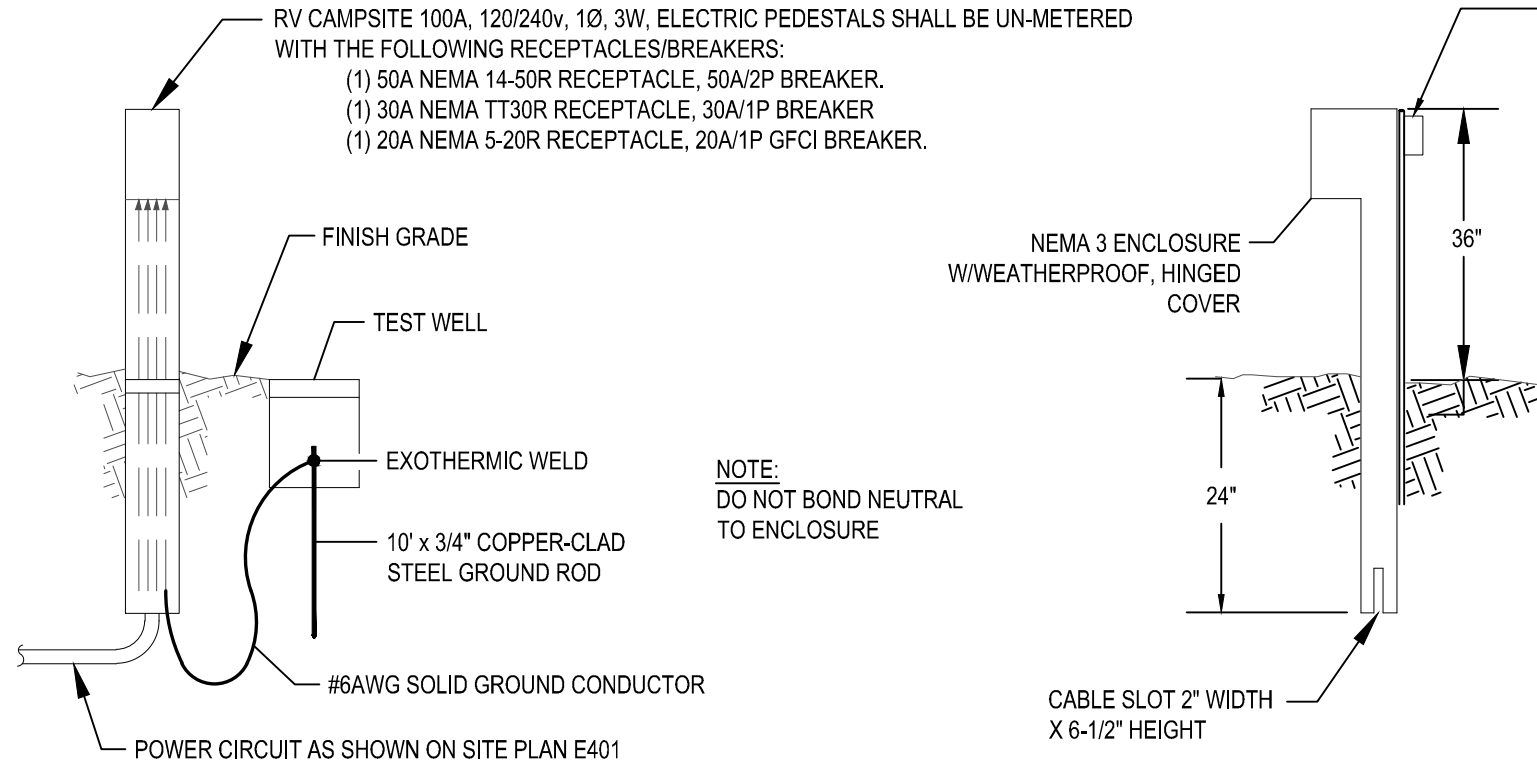 RV CAMPSITE 100A, 120/240v, 1Ø, 3W, ELECTRIC PEDESTALS SHALL BE UN-METERED
WITH THE FOLLOWING RECEPTACLES/BREAKERS:
(1) 50A NEMA 14-50R RECEPTACLE, 50A/2P BREAKER.
(1) 30A NEMA TT30R RECEPTACLE, 30A/1P BREAKER
(1) 20A NEMA 5-20R RECEPTACLE, 20A/1P GFCI BREAKER.
FINISH GRADE
TEST WELL
EXOTHERMIC WELD
10' x 3/4" COPPER-CLAD
STEEL GROUND ROD
#6AWG SOLID GROUND CONDUCTOR
POWER CIRCUIT AS SHOWN ON SITE PLAN E401
NOTE:
DO NOT BOND NEUTRAL
TO ENCLOSURE
NEMA 3 ENCLOSURE
W/WEATHERPROOF, HINGED
COVER
36"
24"
CABLE SLOT 2" WIDTH
X 6-1/2" HEIGHT